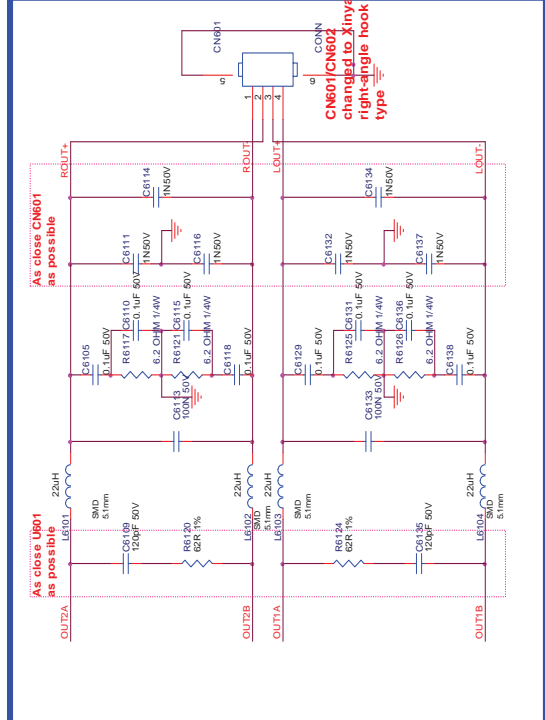 CN601
CONN
CN601/CN602
changed to Xinya
right-angle hook
type
5
6
1
2
3
4
ROUT+
ROUT-
LOUT+
LOUT-
As close CN601
as possible
C6114
1N50V
C6134
1N50V
C6111
1N50V
C6116
1N50V
C6132
1N50V
C6137
1N50V
C6105
0.1uF 50V
R6117
6.2 OHM 1/4W
C6110
0.1uF 50V
R6121
6.2 OHM 1/4W
C6115
0.1uF 50V
C6118
0.1uF 50V
C6113
100N 50V
C6129
0.1uF 50V
R6125
6.2 OHM 1/4W
C6131
0.1uF 50V
R6126
6.2 OHM 1/4W
C6136
0.1uF 50V
C6138
0.1uF 50V
C6133
100N 50V
L6101
22uH
SMD
5.1mm
L6102
22uH
SMD
5.1mm
L6103
22uH
SMD
5.1mm
L6104
22uH
SMD
5.1mm
As close U601
as possible
C6109
120pF 50V
R6120
62R 1%
R6124
62R 1%
C6135
120pF 50V
OUT2A
OUT2B
OUT1A
OUT1B